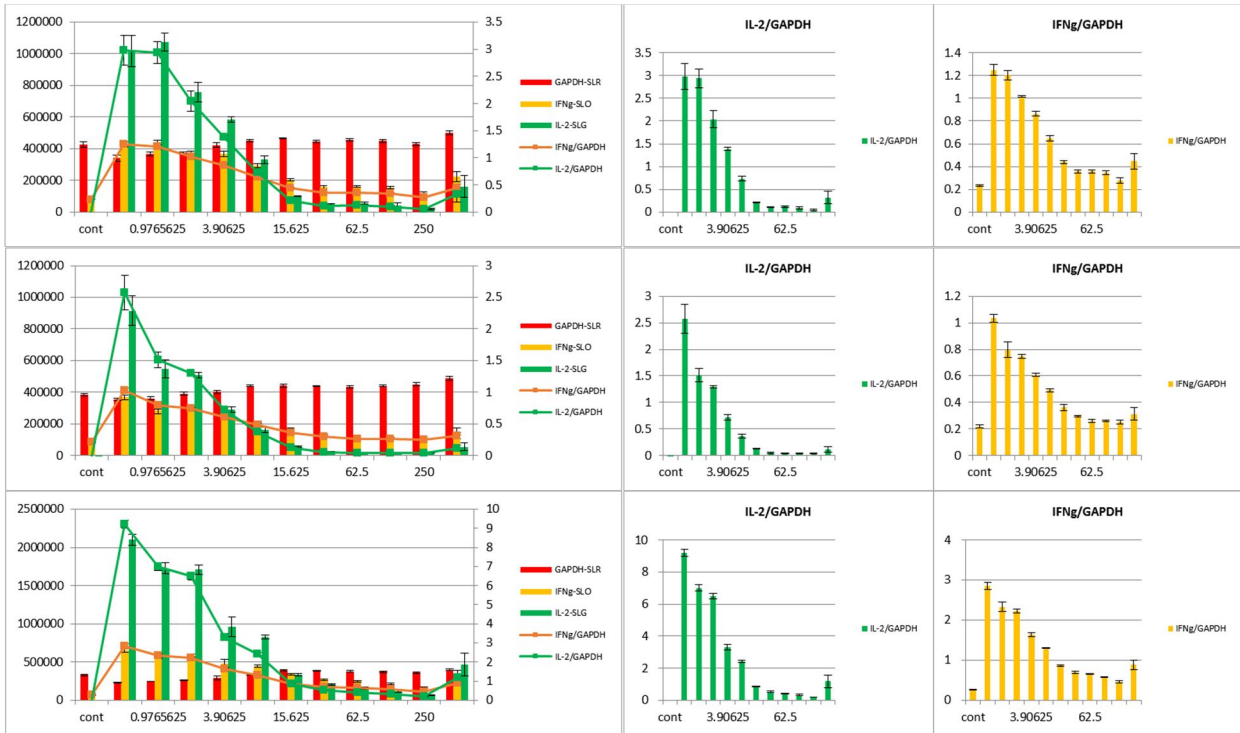 1200000
1000000
800000
600000
400000
200000
0
3.5
3
2.5
2
1.5
1
0.5
0
cont 0.9765625 3.90625 15.625 62.5 250
GAPDH-SLR
IFNg-SLO
IL-2-SLG
IFNg/GAPDH
IL-2/GAPDH
IL-2/GAPDH
3.5
3
2.5
2
1.5
1
0.5
0
cont 3.90625 62.5
IL-2/GAPDH
IFNg/GAPDH
1.4
1.2
1
0.8
0.6
0.4
0.2
0
cont 3.90625 62.5
IFNg/GAPDH
1200000
1000000
800000
600000
400000
200000
0
3
2.5
2
1.5
1
0.5
0
cont 0.9765625 3.90625 15.625 62.5 250
GAPDH-SLR
IFNg-SLO
IL-2-SLG
IFNg/GAPDH
IL-2/GAPDH
IL-2/GAPDH
3
2.5
2
1.5
1
0.5
0
cont 3.90625 62.5
IL-2/GAPDH
IFNg/GAPDH
1.2
1
0.8
0.6
0.4
0.2
0
cont 3.90625 62.5
IFNg/GAPDH
2500000
2000000
1500000
1000000
500000
0
10
9
8
7
6
5
4
3
2
1
0
cont 0.9765625 3.90625 15.625 62.5 250
GAPDH-SLR
IFNg-SLO
IL-2-SLG
IFNg/GAPDH
IL-2/GAPDH
IL-2/GAPDH
10
8
6
4
2
0
cont 3.90625 62.5
IL-2/GAPDH
IFNg/GAPDH
4
3
2
1
0
cont 3.90625 62.5
IFNg/GAPDH